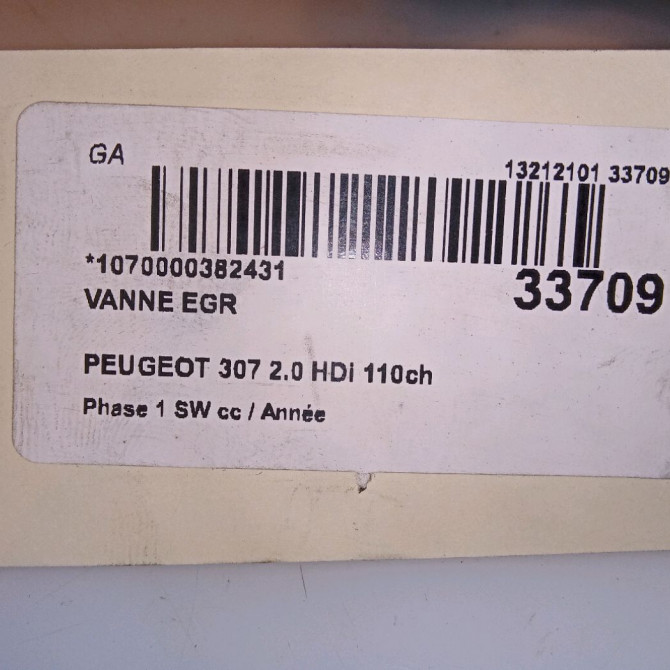 GA
13212101 33709
*1070000382431
33709
VANNE EGR
PEUGEOT 307 2.0 HDi 110ch
Phase 1 SW cc / Année